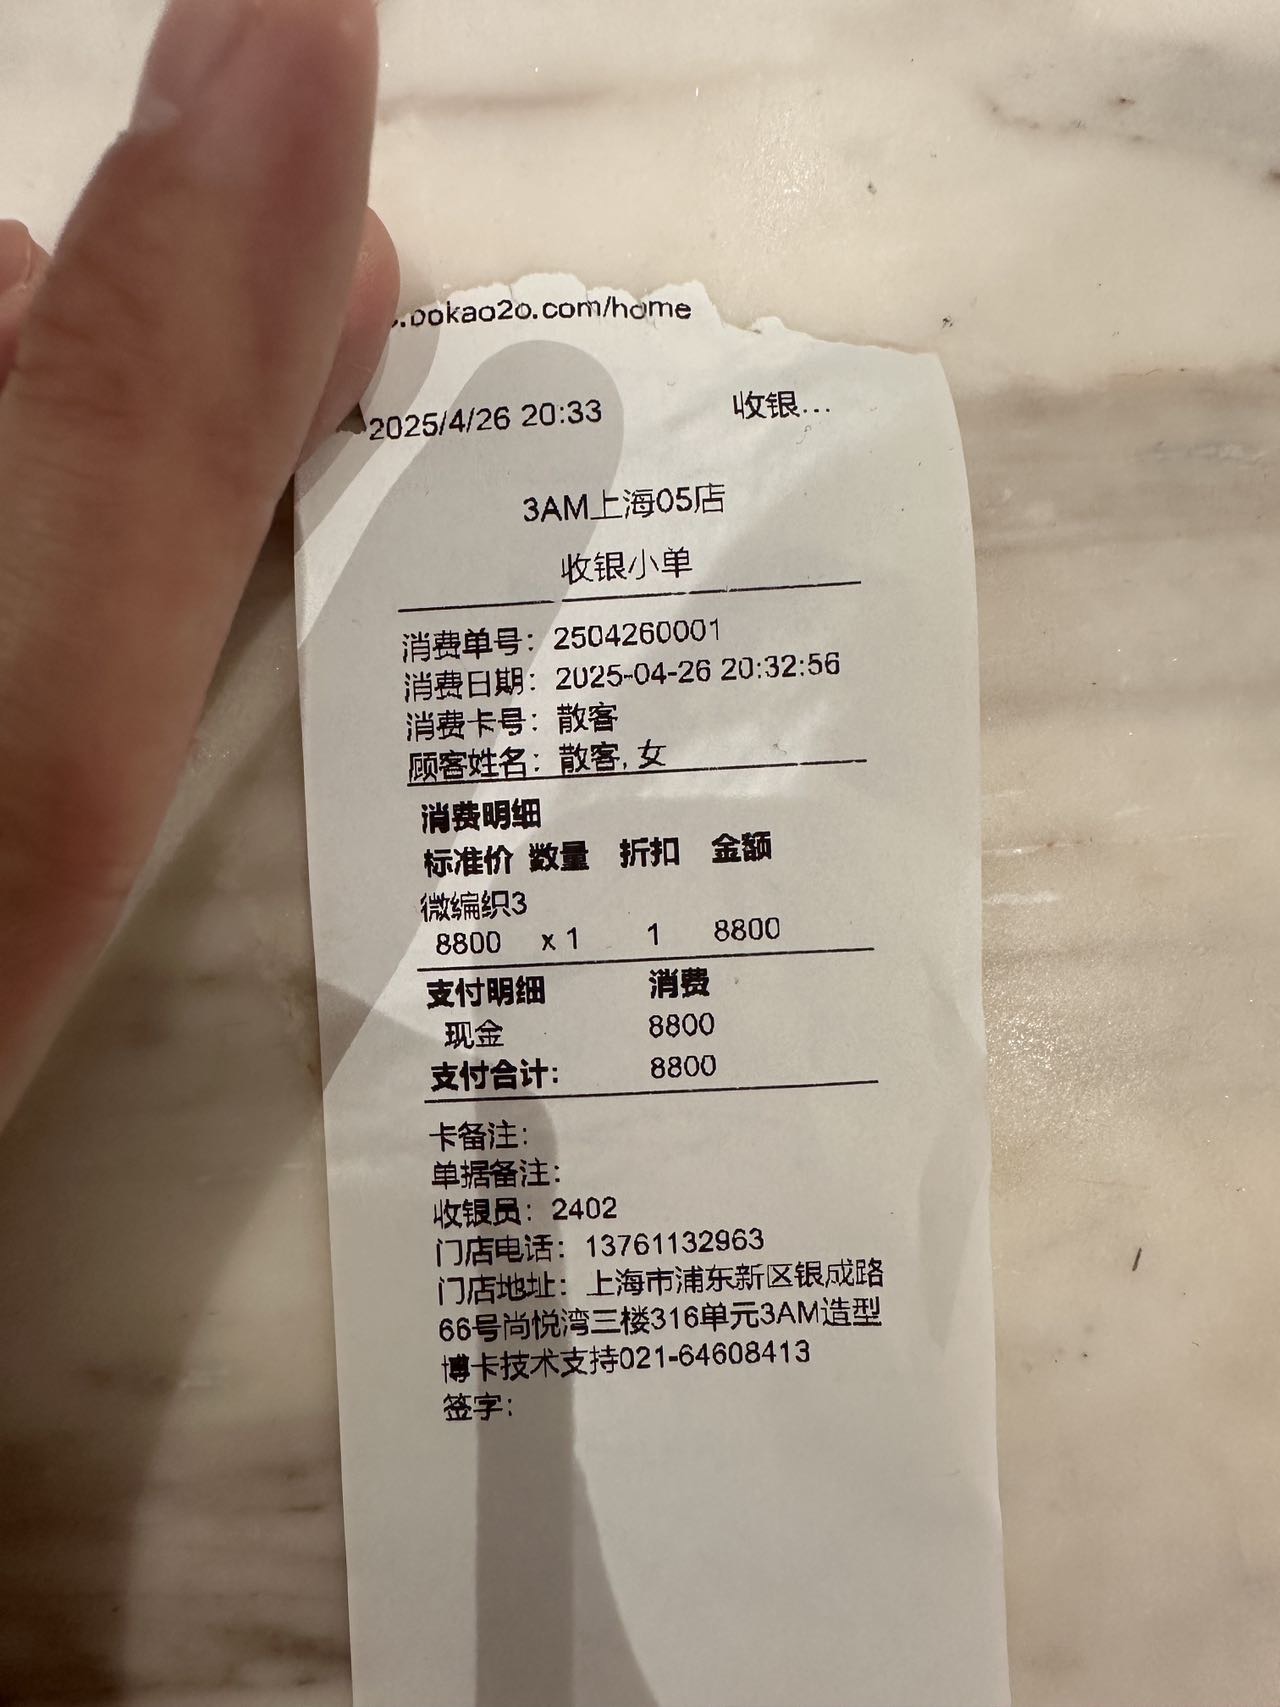 .bokao2o.com/home
2025/4/26 20:33 收银...
3AM上海05店
收银小单
消费单号：2504260001
消费日期：2025-04-26 20:32:56
消费卡号：散客
顾客姓名：散客, 女
消费明细
标准价 数量 折扣 金额
微编织3
8800 x 1 1 8800
支付明细 消费
现金 8800
支付合计: 8800
卡备注:
单据备注:
收银员: 2402
门店电话: 13761132963
门店地址: 上海市浦东新区银成路
66号尚悦湾三楼316单元3AM造型
博卡技术支持021-64608413
签字: